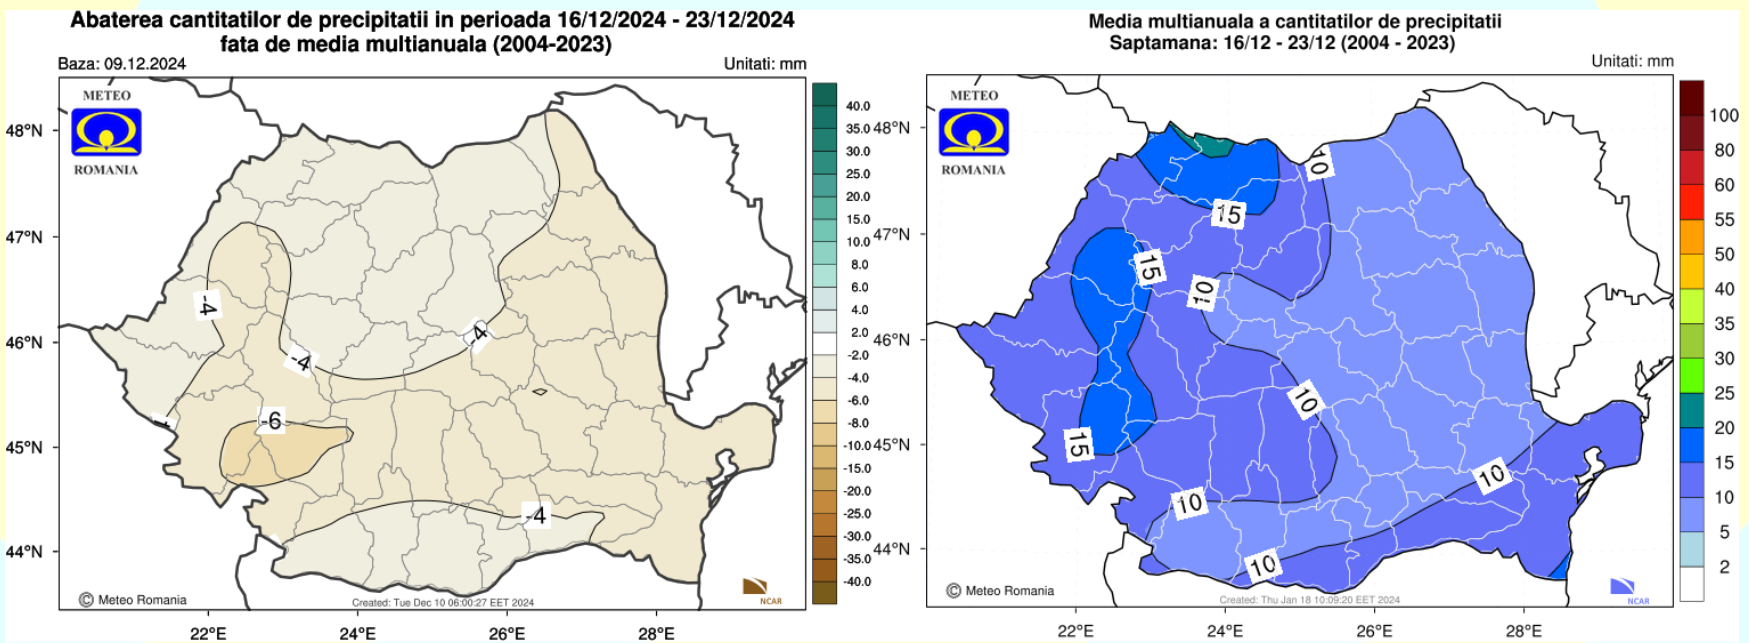 Abaterea cantitatilor de precipitatii in perioada 16/12/2024 - 23/12/2024
fata de media multianuala (2004-2023)
Baza: 09.12.2024
Unitati: mm
METEO
ROMANIA
48°N
47°N
46°N
45°N
44°N
22°E
24°E
26°E
28°E
-4
-4
-4
-6
-4
40.0
35.0
30.0
25.0
20.0
15.0
10.0
8.0
6.0
4.0
2.0
-2.0
-4.0
-6.0
-8.0
-10.0
-15.0
-20.0
-25.0
-30.0
-35.0
-40.0
© Meteo Romania
Created: Tue Dec 10 06:00:27 EET 2024
NCAR
Media multianuala a cantitatilor de precipitatii
Saptamana: 16/12 - 23/12 (2004 - 2023)
Unitati: mm
METEO
ROMANIA
48°N
47°N
46°N
45°N
44°N
22°E
24°E
26°E
28°E
10
15
15
10
10
15
10
10
10
100
80
60
55
50
40
35
30
25
20
15
10
5
2
© Meteo Romania
Created: Thu Jan 18 10:09:20 EET 2024
NCAR